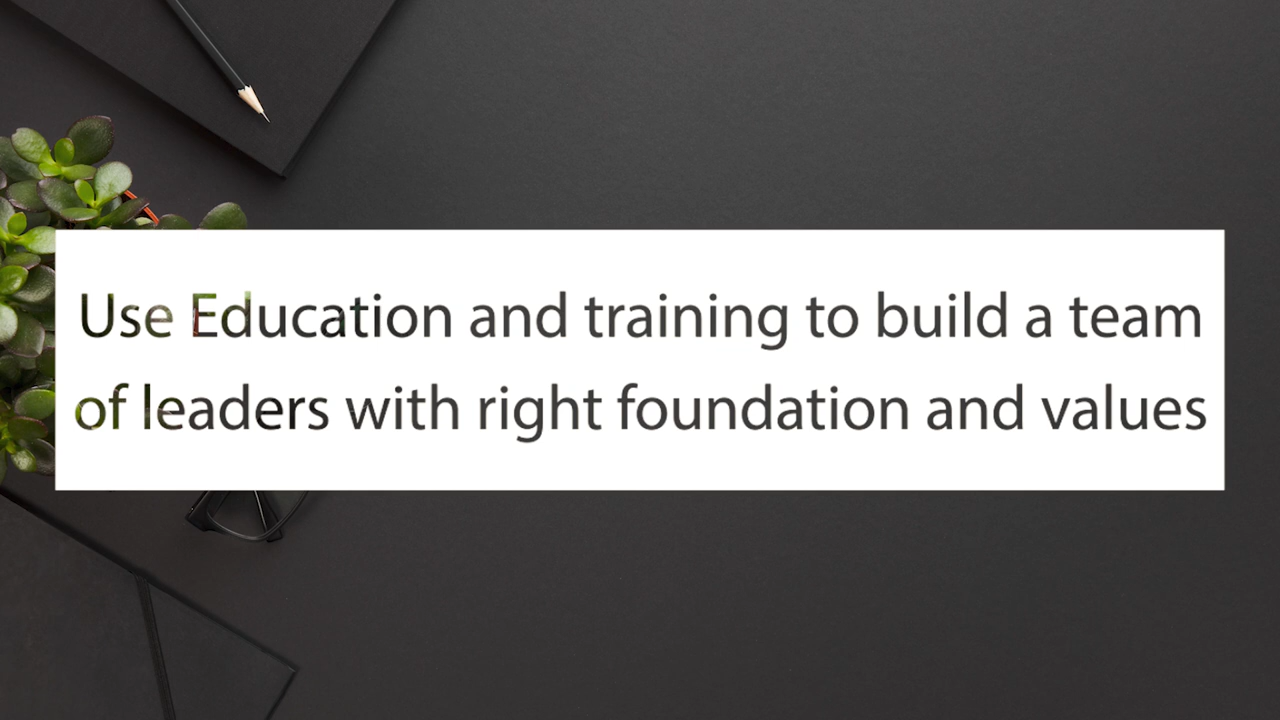 Use Education and training to build a team
of leaders with right foundation and values